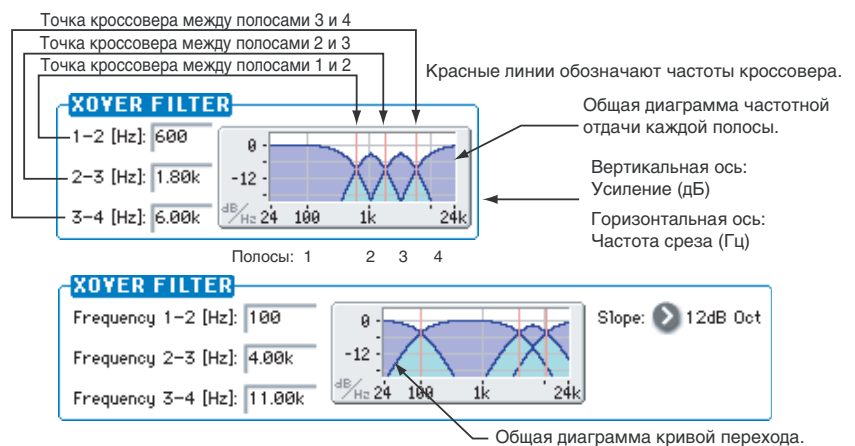 Точка кроссовера между полосами 3 и 4
Точка кроссовера между полосами 2 и 3
Точка кроссовера между полосами 1 и 2
Красные линии обозначают частоты кроссовера.
XOVER FILTER
1-2 [Hz]: 600
2-3 [Hz]: 1.80k
3-4 [Hz]: 6.00k
0
-12
dB/Hz 24 100 1k 24k
Общая диаграмма частотной
отдачи каждой полосы.
Вертикальная ось:
Усиление (дБ)
Горизонтальная ось:
Частота среза (Гц)
Полосы: 1 2 3 4
XOVER FILTER
Frequency 1-2 [Hz]: 100
Frequency 2-3 [Hz]: 4.00k
Frequency 3-4 [Hz]: 11.00k
0
-12
dB/Hz 24 100 1k 24k
Slope: 12dB Oct
Общая диаграмма кривой перехода.